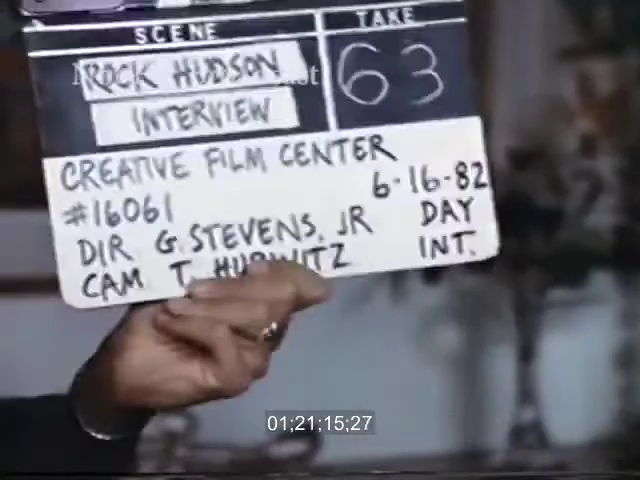 SCENE TAKE
ROCK HUDSON 63
INTERVIEW
CREATIVE FILM CENTER
#16061 6-16-82
DIR G. STEVENS, JR DAY
CAM T. HURWITZ INT.
01;21;15;27